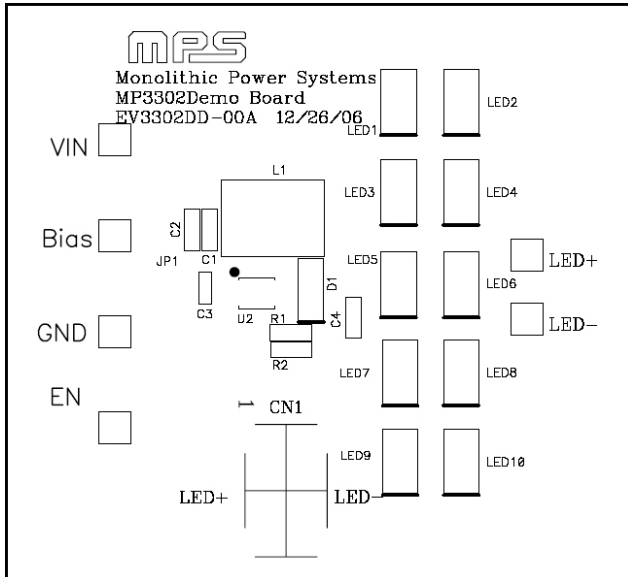 MPS
Monolithic Power Systems
MP3302Demo Board
EV3302DD-00A 12/26/06
LED1
LED2
VIN
L1
LED3
LED4
C2
Bias
JP1
C1
LED5
LED6
LED+
D1
C3
U2
R1
C4
LED-
GND
R2
LED7
LED8
EN
1
CN1
LED9
LED10
LED+
LED-